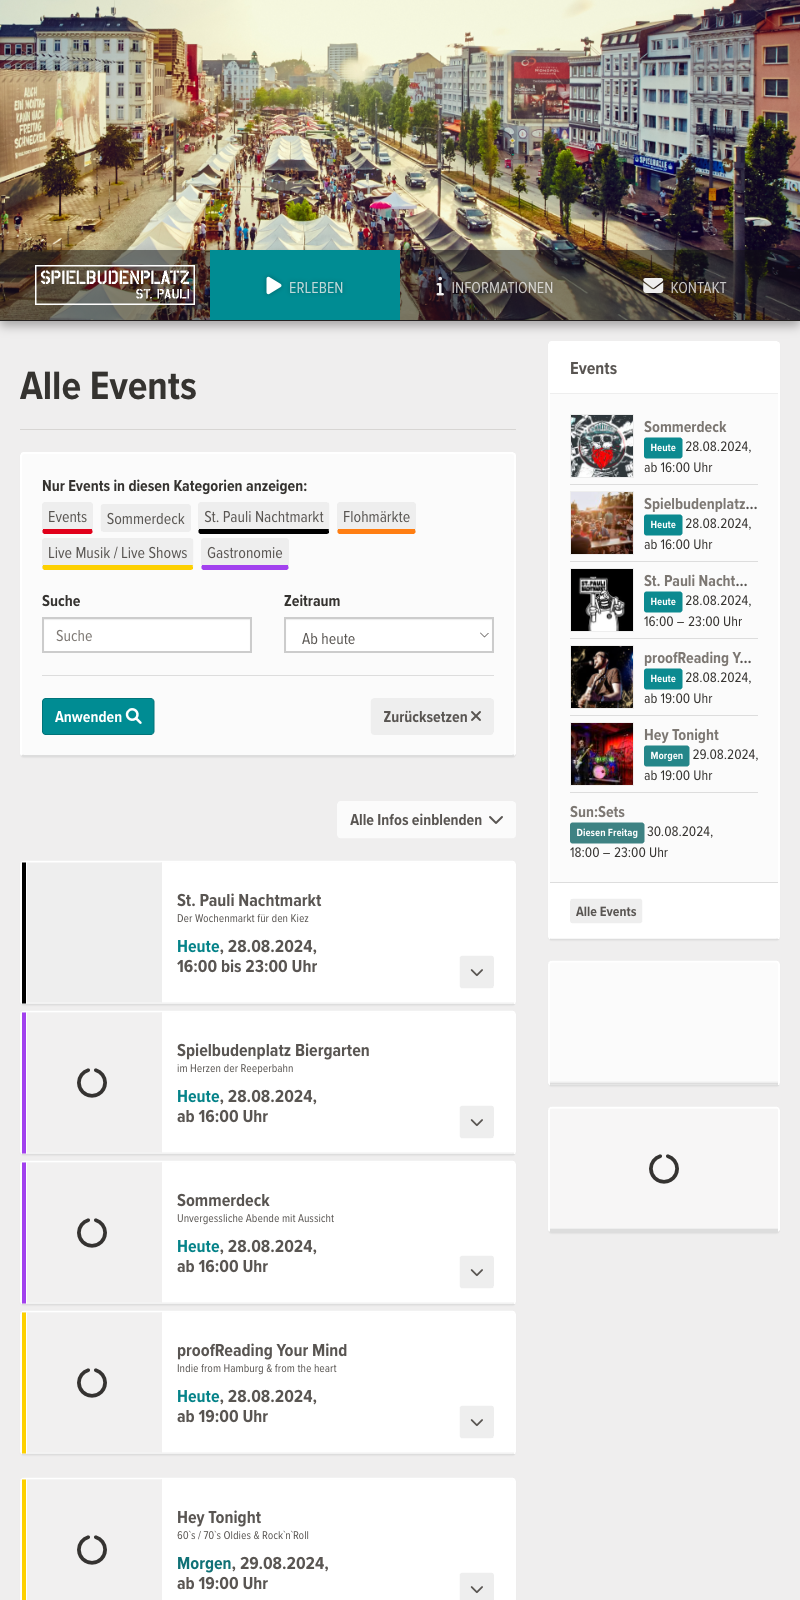 AUCH
EIN MOUTING
KANN NACH
FREITAG
SCHMECKEN
SPIELBUDENPLATZ
ST. PAULI
ERLEBEN
INFORMATIONEN
KONTAKT
Alle Events
Nur Events in diesen Kategorien anzeigen:
Events Sommerdeck St. Pauli Nachtmarkt Flohmärkte
Live Musik / Live Shows Gastronomie
Suche Zeitraum
Suche Ab heute
Anwenden Zurücksetzen
Alle Infos einblenden
St. Pauli Nachtmarkt
Der Wochenmarkt für den Kiez
Heute, 28.08.2024,
16:00 bis 23:00 Uhr
Spielbudenplatz Biergarten
im Herzen der Reeperbahn
Heute, 28.08.2024,
ab 16:00 Uhr
Sommerdeck
Unvergessliche Abende mit Aussicht
Heute, 28.08.2024,
ab 16:00 Uhr
proofReading Your Mind
Indie from Hamburg & from the heart
Heute, 28.08.2024,
ab 19:00 Uhr
Hey Tonight
60`s / 70`s Oldies & Rock`n`Roll
Morgen, 29.08.2024,
ab 19:00 Uhr
Events
Sommerdeck
Heute 28.08.2024,
ab 16:00 Uhr
Spielbudenplatz...
Heute 28.08.2024,
ab 16:00 Uhr
St. Pauli Nacht...
Heute 28.08.2024,
16:00 – 23:00 Uhr
proofReading Y...
Heute 28.08.2024,
ab 19:00 Uhr
Hey Tonight
Morgen 29.08.2024,
ab 19:00 Uhr
Sun:Sets
Diesen Freitag 30.08.2024,
18:00 – 23:00 Uhr
Alle Events